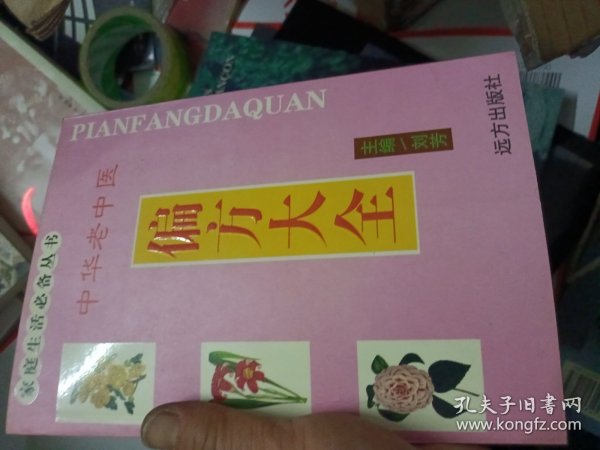 家庭生活必备丛书
中华老中医
PIANFANGDAQUAN
偏方大全
主编/刘芳
远方出版社
孔夫子旧书网
www.kongfz.com